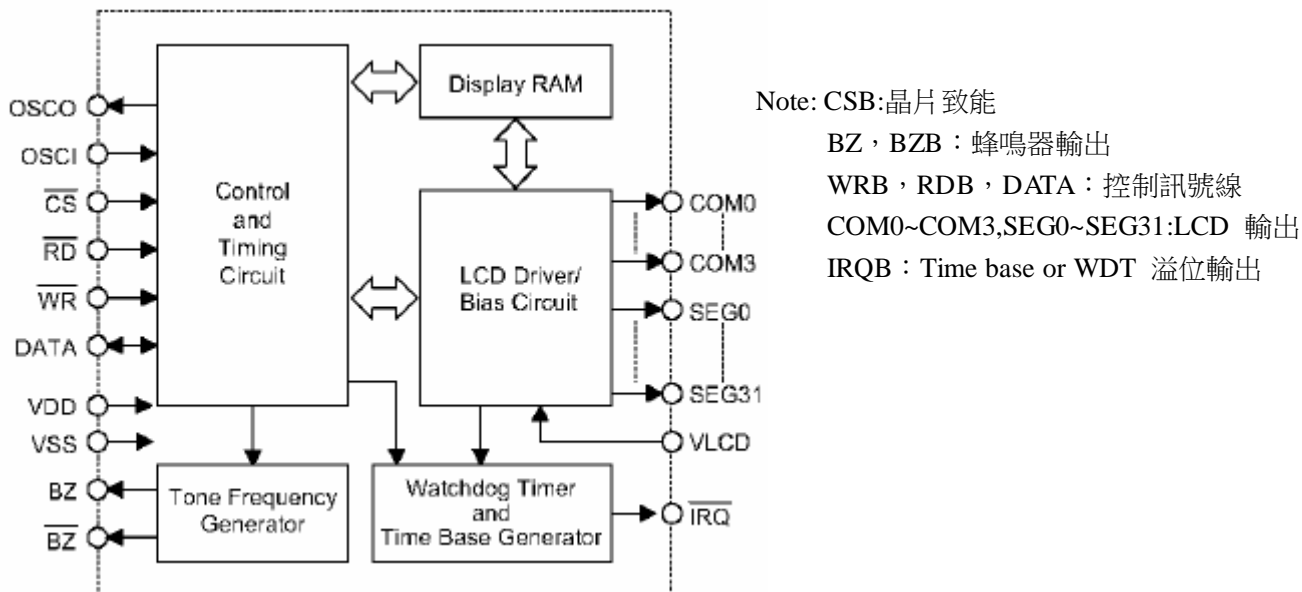 OSCO
OSCI
CS
RD
WR
DATA
VDD
VSS
BZ
BZ
Control
and
Timing
Circuit
Display RAM
LCD Driver/
Bias Circuit
Tone Frequency
Generator
Watchdog Timer
and
Time Base Generator
COM0
COM3
SEG0
SEG31
VLCD
IRQ
Note: CSB:晶片致能
BZ，BZB：蜂鳴器輸出
WRB，RDB，DATA：控制訊號線
COM0~COM3,SEG0~SEG31:LCD 輸出
IRQB：Time base or WDT 溢位輸出